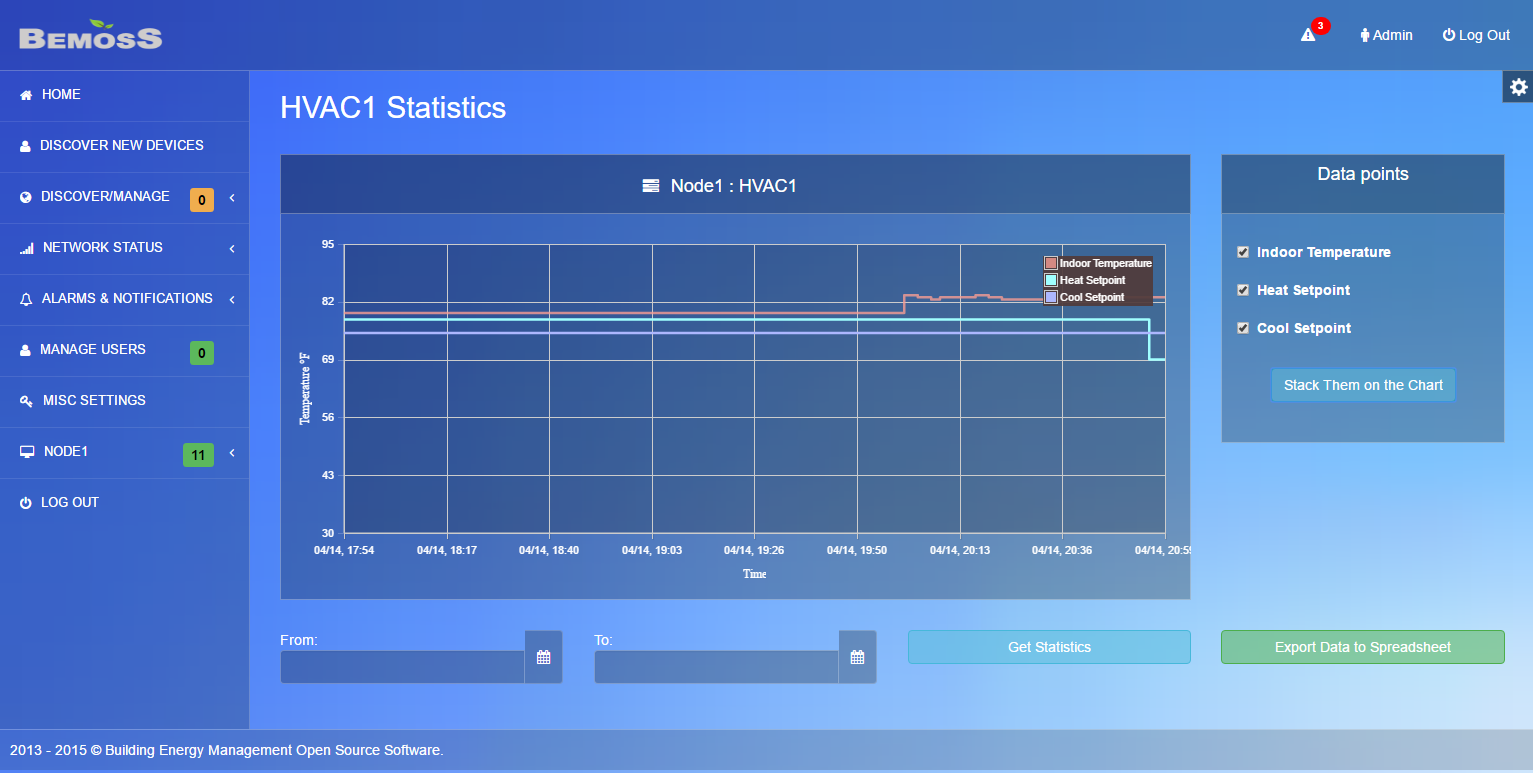 BEMOSS
3
Admin
Log Out
HOME
DISCOVER NEW DEVICES
DISCOVER/MANAGE 0
NETWORK STATUS
ALARMS & NOTIFICATIONS
MANAGE USERS 0
MISC SETTINGS
NODE1 11
LOG OUT
HVAC1 Statistics
Node1 : HVAC1
95
82
69
56
43
30
Temperature °F
Indoor Temperature
Heat Setpoint
Cool Setpoint
04/14, 17:54 04/14, 18:17 04/14, 18:40 04/14, 19:03 04/14, 19:26 04/14, 19:50 04/14, 20:13 04/14, 20:36 04/14, 20:59
Time
Data points
Indoor Temperature
Heat Setpoint
Cool Setpoint
Stack Them on the Chart
From:
To:
Get Statistics
Export Data to Spreadsheet
2013 - 2015 © Building Energy Management Open Source Software.